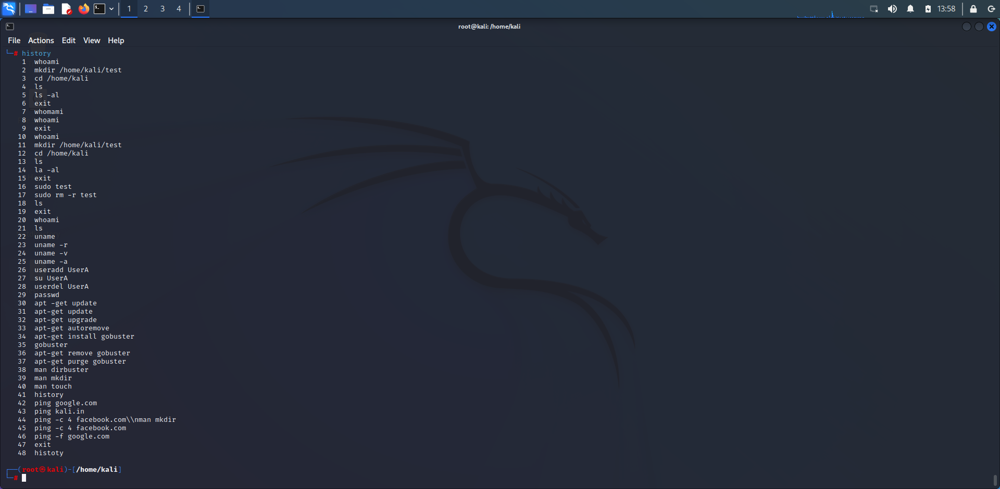 1 2 3 4 13:58
root@kali: /home/kali
File Actions Edit View Help
└─# history
1 whoami
2 mkdir /home/kali/test
3 cd /home/kali
4 ls
5 ls -al
6 exit
7 whomami
8 whoami
9 exit
10 whoami
11 mkdir /home/kali/test
12 cd /home/kali
13 ls
14 la -al
15 exit
16 sudo test
17 sudo rm -r test
18 ls
19 exit
20 whoami
21 ls
22 uname
23 uname -r
24 uname -v
25 uname -a
26 useradd UserA
27 su UserA
28 userdel UserA
29 passwd
30 apt -get update
31 apt-get update
32 apt-get upgrade
33 apt-get autoremove
34 apt-get install gobuster
35 gobuster
36 apt-get remove gobuster
37 apt-get purge gobuster
38 man dirbuster
39 man mkdir
40 man touch
41 history
42 ping google.com
43 ping kali.in
44 ping -c 4 facebook.com\\nman mkdir
45 ping -c 4 facebook.com
46 ping -f google.com
47 exit
48 histoty
┌──(root㉿kali)-[/home/kali]
└─#